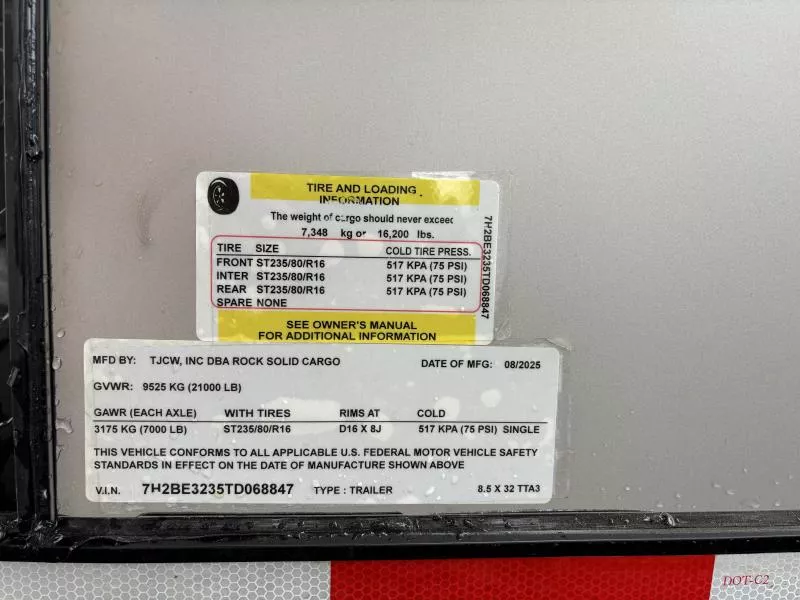 TIRE AND LOADING
INFORMATION
The weight of cargo should never exceed
7,348 kg or 16,200 lbs.
TIRE SIZE COLD TIRE PRESS.
FRONT ST235/80/R16 517 KPA (75 PSI)
INTER ST235/80/R16 517 KPA (75 PSI)
REAR ST235/80/R16 517 KPA (75 PSI)
SPARE NONE
SEE OWNER'S MANUAL
FOR ADDITIONAL INFORMATION
7H2BE3235TD068847
MFD BY: TJCW, INC DBA ROCK SOLID CARGO DATE OF MFG: 08/2025
GVWR: 9525 KG (21000 LB)
GAWR (EACH AXLE) WITH TIRES RIMS AT COLD
3175 KG (7000 LB) ST235/80/R16 D16 X 8J 517 KPA (75 PSI) SINGLE
THIS VEHICLE CONFORMS TO ALL APPLICABLE U.S. FEDERAL MOTOR VEHICLE SAFETY
STANDARDS IN EFFECT ON THE DATE OF MANUFACTURE SHOWN ABOVE
V.I.N. 7H2BE3235TD068847 TYPE : TRAILER 8.5 X 32 TTA3
DOT-C2